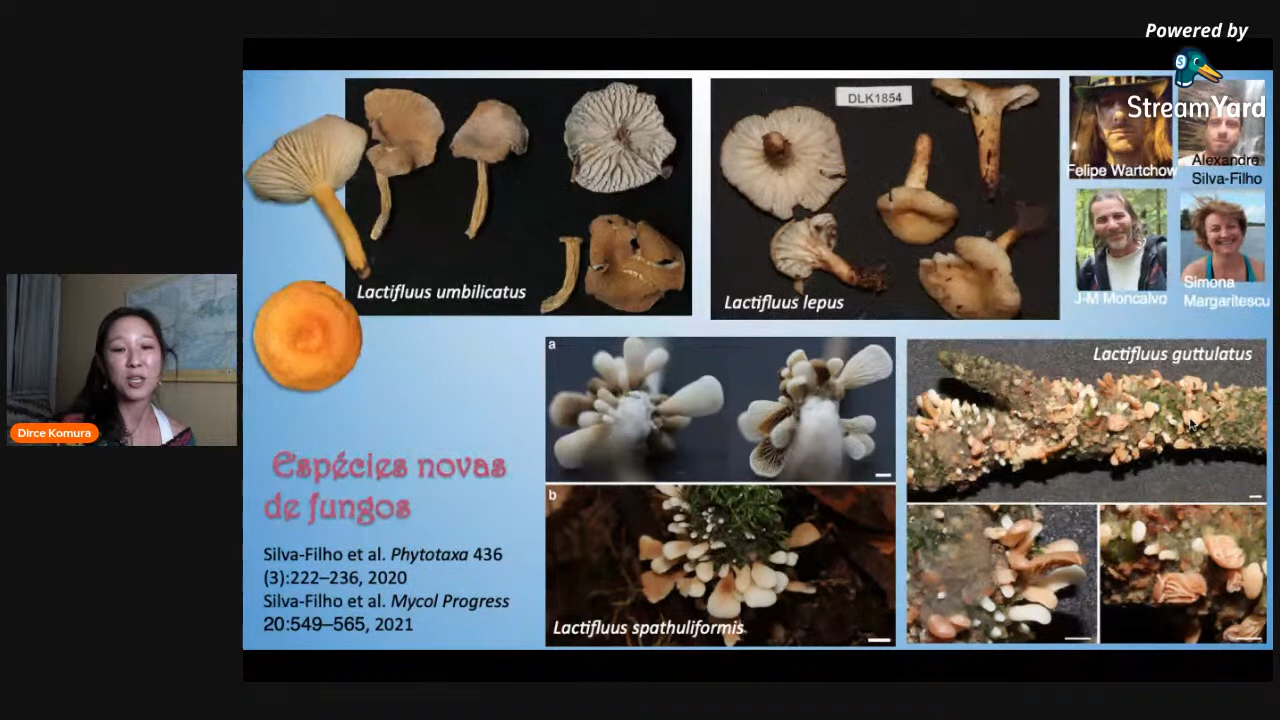 Powered by
StreamYard
DLK1854
Felipe Wartchow
Alexandre
Silva-Filho
Lactifluus umbilicatus
Lactifluus lepus
J-M Moncalvo
Simona
Margaritescu
a
Lactifluus guttulatus
Dirce Komura
Espécies novas
de fungos
b
Silva-Filho et al. Phytotaxa 436
(3):222–236, 2020
Silva-Filho et al. Mycol Progress
20:549–565, 2021
Lactifluus spathuliformis